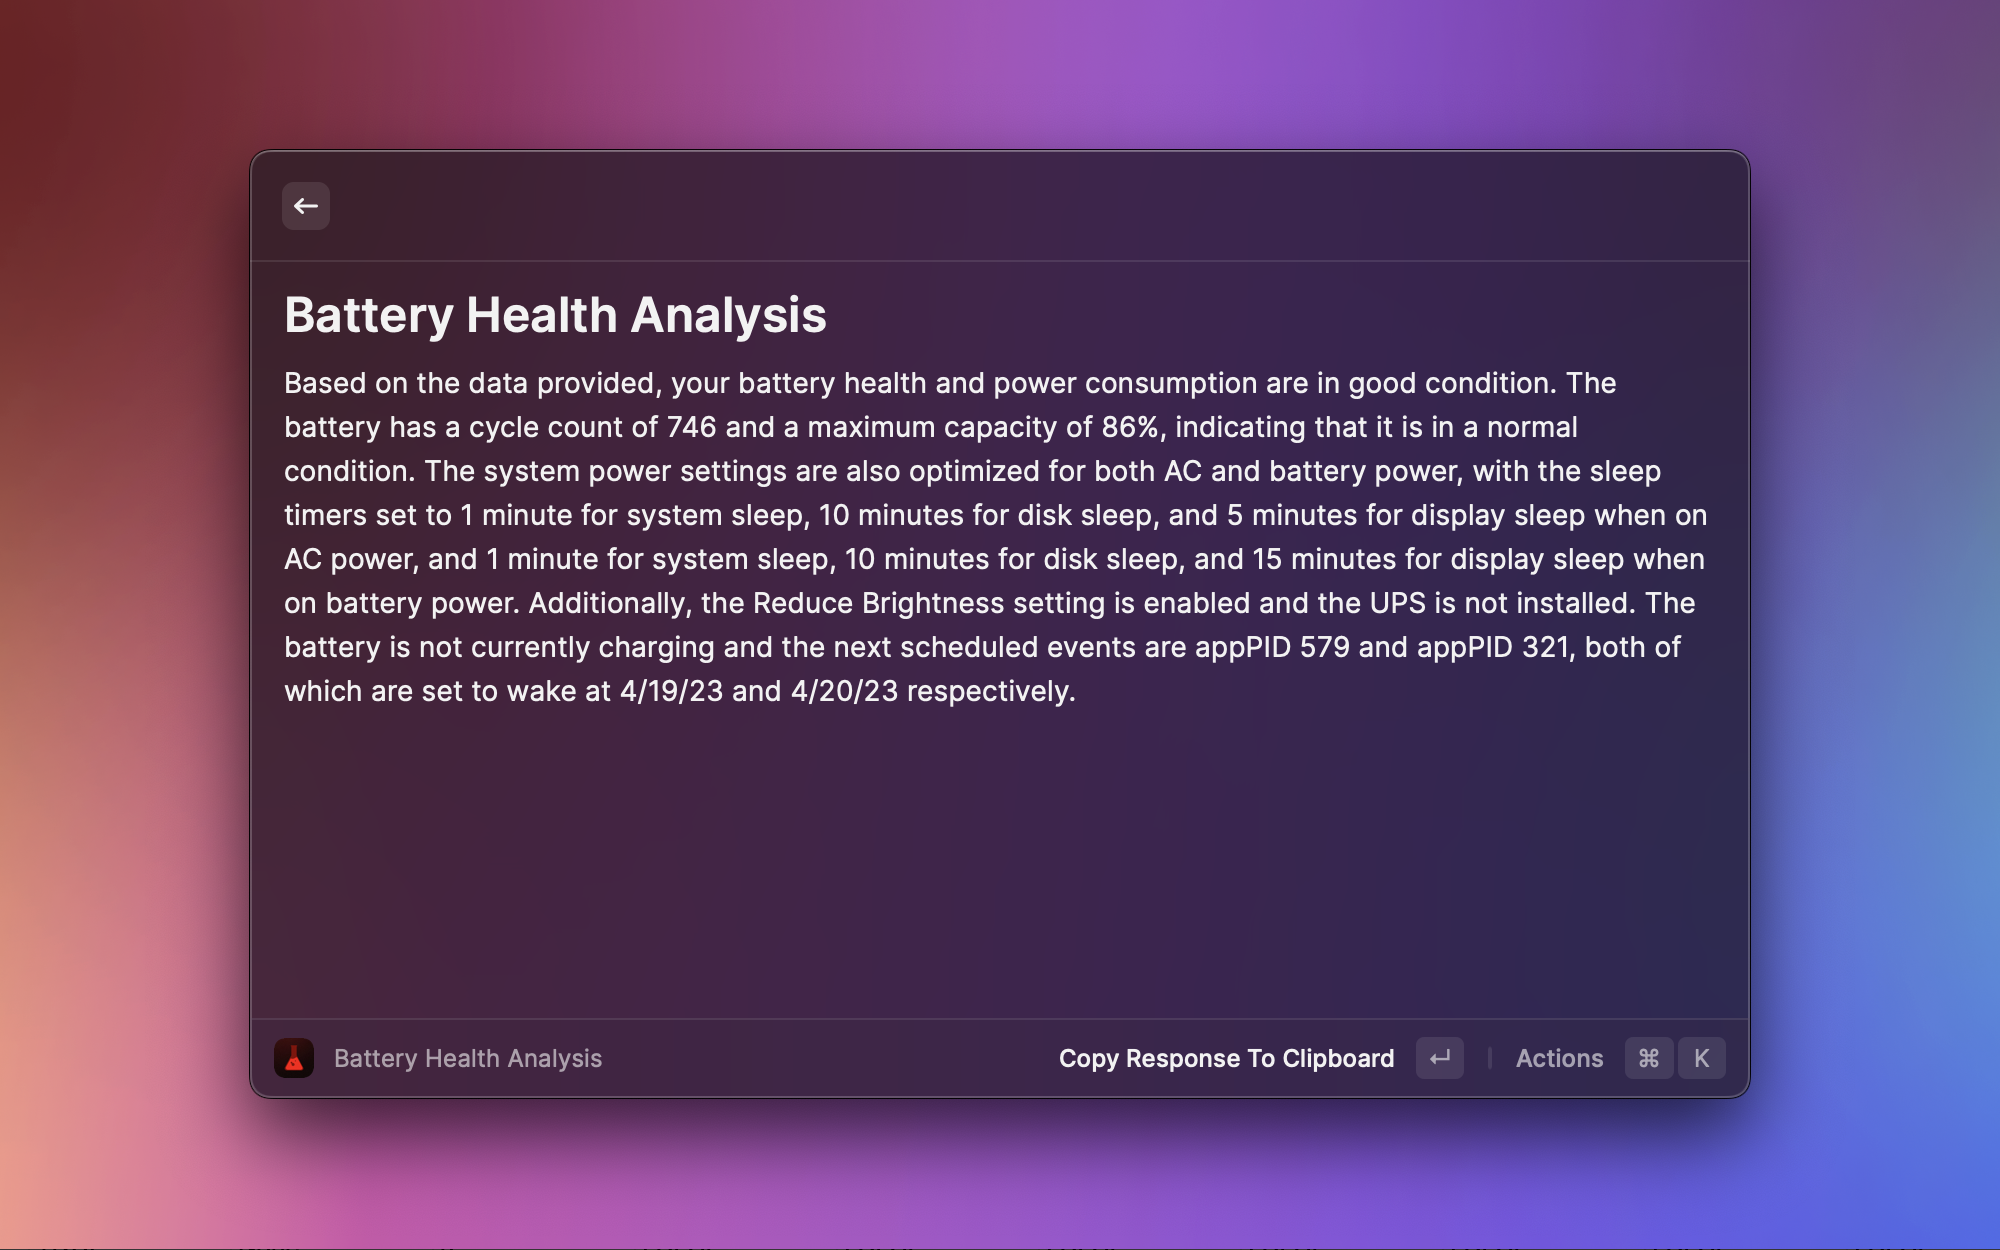 Battery Health Analysis
Based on the data provided, your battery health and power consumption are in good condition. The
battery has a cycle count of 746 and a maximum capacity of 86%, indicating that it is in a normal
condition. The system power settings are also optimized for both AC and battery power, with the sleep
timers set to 1 minute for system sleep, 10 minutes for disk sleep, and 5 minutes for display sleep when on
AC power, and 1 minute for system sleep, 10 minutes for disk sleep, and 15 minutes for display sleep when
on battery power. Additionally, the Reduce Brightness setting is enabled and the UPS is not installed. The
battery is not currently charging and the next scheduled events are appPID 579 and appPID 321, both of
which are set to wake at 4/19/23 and 4/20/23 respectively.
Battery Health Analysis Copy Response To Clipboard Actions ⌘ K